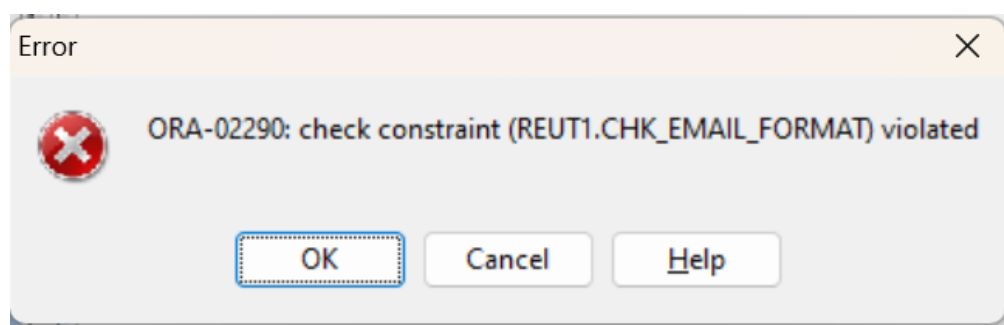 Error
ORA-02290: check constraint (REUT1.CHK_EMAIL_FORMAT) violated
OK Cancel Help